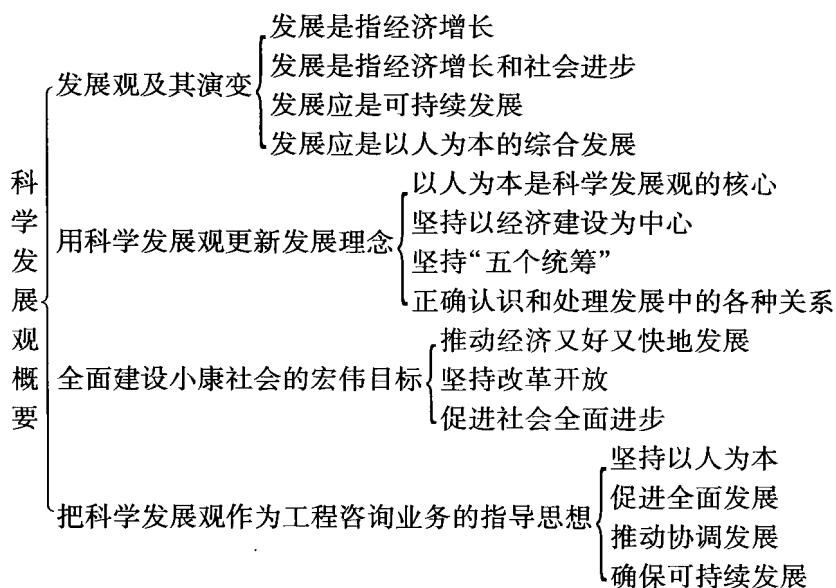 科学发展观概要
发展观及其演变
发展是指经济增长
发展是指经济增长和社会进步
发展应是可持续发展
发展应是以人为本的综合发展
用科学发展观更新发展理念
以人为本是科学发展观的核心
坚持以经济建设为中心
坚持“五个统筹”
正确认识和处理发展中的各种关系
全面建设小康社会的宏伟目标
推动经济又好又快地发展
坚持改革开放
促进社会全面进步
把科学发展观作为工程咨询业务的指导思想
坚持以人为本
促进全面发展
推动协调发展
确保可持续发展